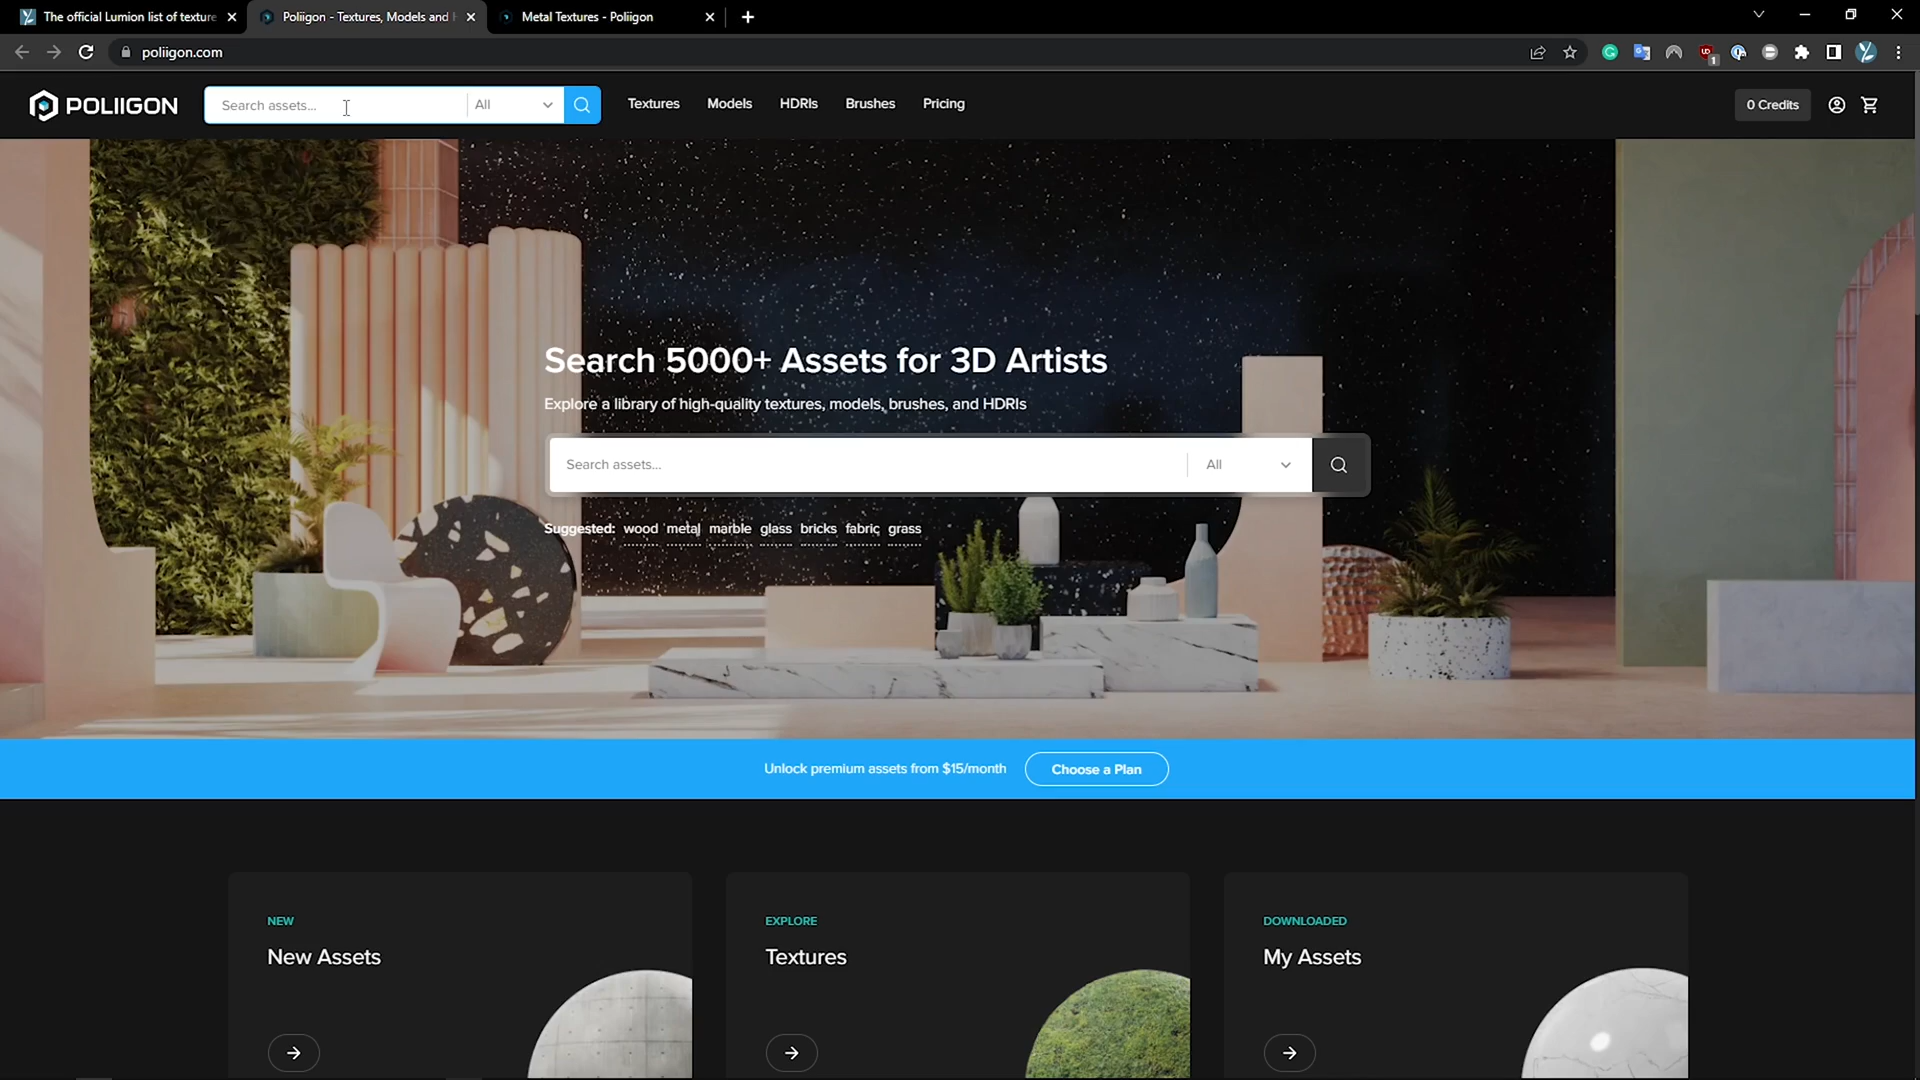 The official Lumion list of texture
Poliigon - Textures, Models and H
Metal Textures - Poliigon
poliigon.com
1
POLIIGON
Search assets...
All
Textures
Models
HDRIs
Brushes
Pricing
0 Credits
Search 5000+ Assets for 3D Artists
Explore a library of high-quality textures, models, brushes, and HDRIs
Search assets...
All
Suggested: wood metal marble glass bricks fabric grass
Unlock premium assets from $15/month
Choose a Plan
NEW
New Assets
EXPLORE
Textures
DOWNLOADED
My Assets